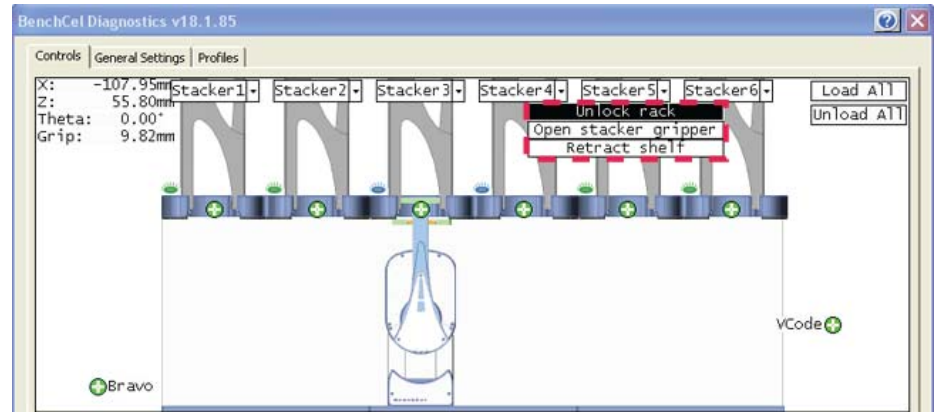 BenchCel Diagnostics v18.1.85
Controls General Settings Profiles
X: -107.95mm
Z: 55.80mm
Theta: 0.00°
Grip: 9.82mm
Stacker1 Stacker2 Stacker3 Stacker4 Stacker5 Stacker6
Load All
Unload All
Unlock rack
Open stacker gripper
Retract shelf
VCode
Bravo